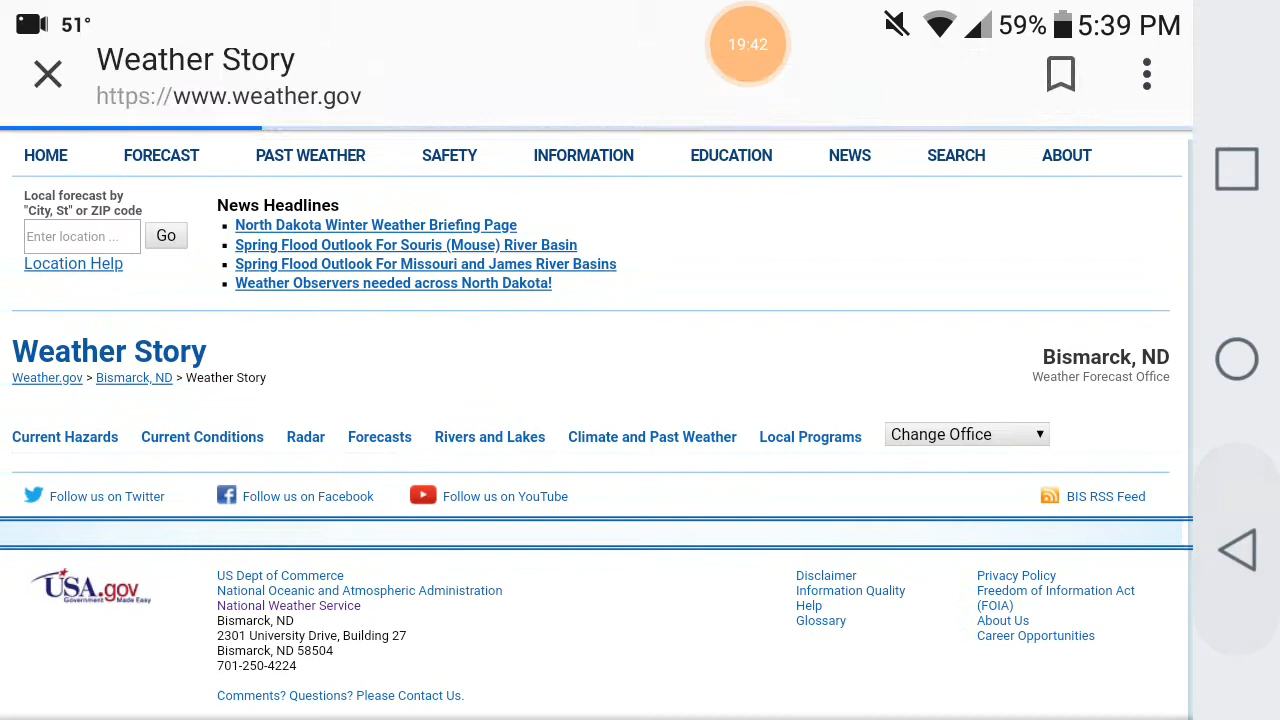 51°
19:42
59%
5:39 PM
Weather Story
https://www.weather.gov
HOME FORECAST PAST WEATHER SAFETY INFORMATION EDUCATION NEWS SEARCH ABOUT
Local forecast by
"City, St" or ZIP code
Enter location ...
Go
Location Help
News Headlines
North Dakota Winter Weather Briefing Page
Spring Flood Outlook For Souris (Mouse) River Basin
Spring Flood Outlook For Missouri and James River Basins
Weather Observers needed across North Dakota!
Weather Story
Weather.gov > Bismarck, ND > Weather Story
Bismarck, ND
Weather Forecast Office
Current Hazards Current Conditions Radar Forecasts Rivers and Lakes Climate and Past Weather Local Programs Change Office
Follow us on Twitter Follow us on Facebook Follow us on YouTube BIS RSS Feed
USA.gov
Government Made Easy
US Dept of Commerce
National Oceanic and Atmospheric Administration
National Weather Service
Bismarck, ND
2301 University Drive, Building 27
Bismarck, ND 58504
701-250-4224
Comments? Questions? Please Contact Us.
Disclaimer
Information Quality
Help
Glossary
Privacy Policy
Freedom of Information Act
(FOIA)
About Us
Career Opportunities